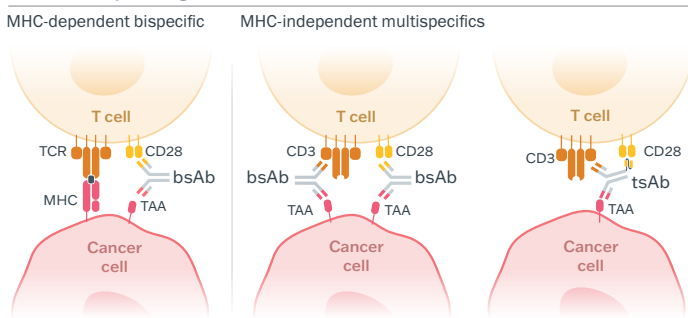 MHC-dependent bispecific
MHC-independent multispecifics
T cell
TCR
CD28
bsAb
MHC
TAA
Cancer
cell
T cell
CD3
CD28
bsAb
bsAb
TAA
TAA
Cancer
cell
T cell
CD3
CD28
tsAb
TAA
Cancer
cell